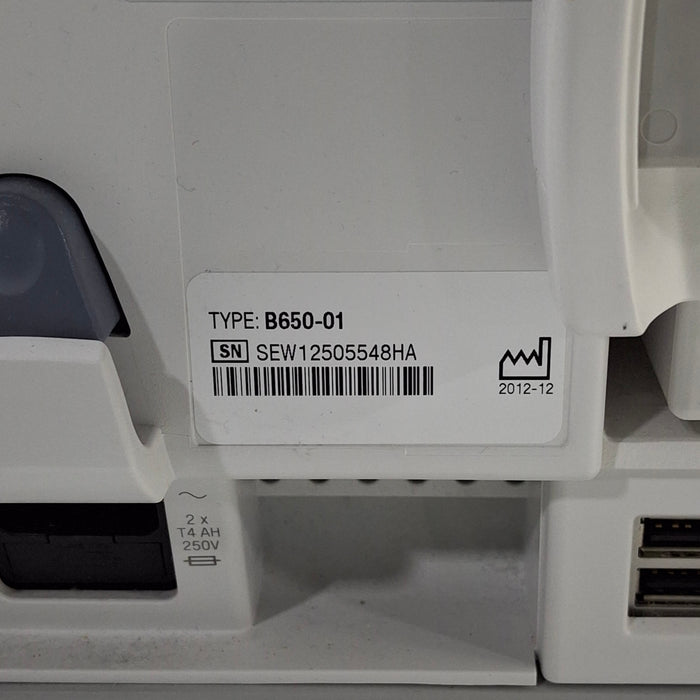 TYPE: B650-01
SN SEW12505548HA
2012-12
2 x
T4 AH
250V